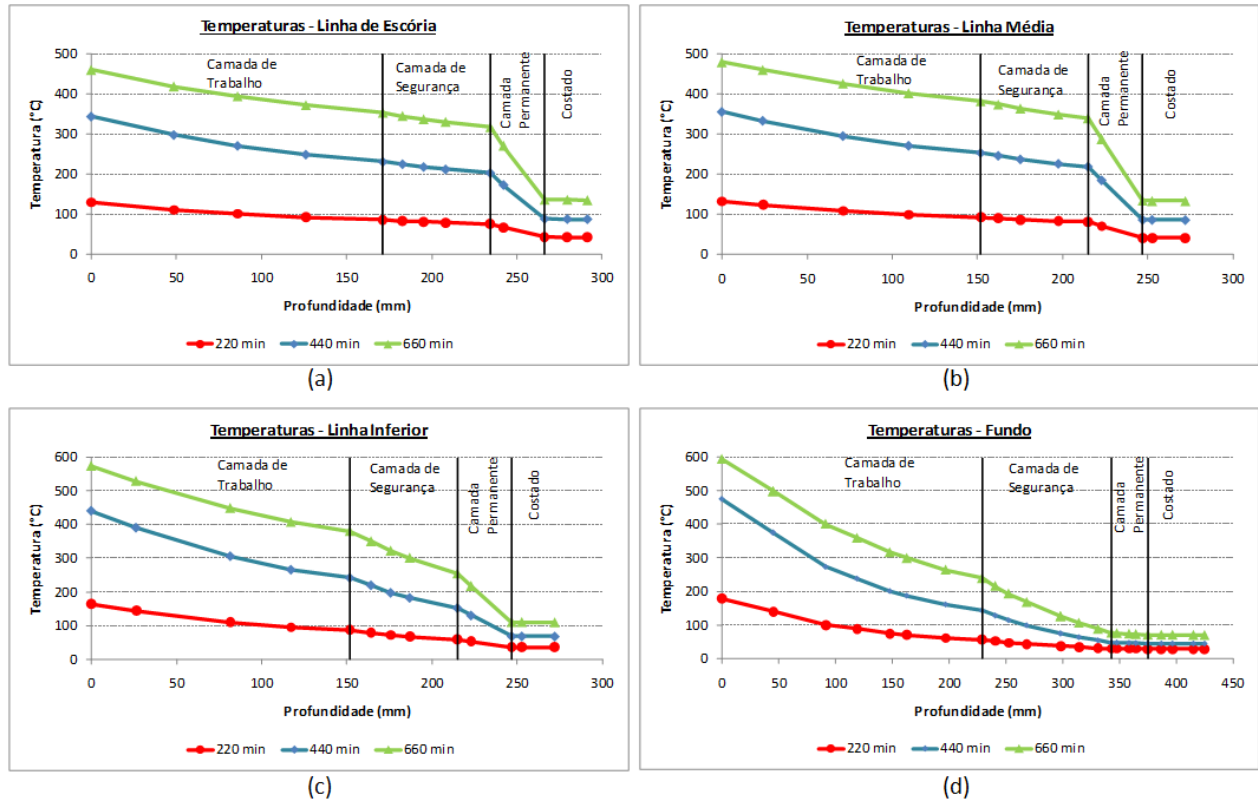 Temperaturas - Linha de Escória
Temperatura (°C)
500
400
300
200
100
0
Camada de
Trabalho
Camada de
Segurança
Camada
Permanente
Costado
0 50 100 150 200 250 300
Profundidade (mm)
220 min 440 min 660 min
(a)
Temperaturas - Linha Média
Temperatura (°C)
500
400
300
200
100
0
Camada de
Trabalho
Camada de
Segurança
Camada
Permanente
Costado
0 50 100 150 200 250 300
Profundidade (mm)
220 min 440 min 660 min
(b)
Temperaturas - Linha Inferior
Temperatura (°C)
600
500
400
300
200
100
0
Camada de
Trabalho
Camada de
Segurança
Camada
Permanente
Costado
0 50 100 150 200 250 300
Profundidade (mm)
220 min 440 min 660 min
(c)
Temperaturas - Fundo
Temperatura (°C)
600
500
400
300
200
100
0
Camada de
Trabalho
Camada de
Segurança
Camada
Permanente
Costado
0 50 100 150 200 250 300 350 400 450
Profundidade (mm)
220 min 440 min 660 min
(d)